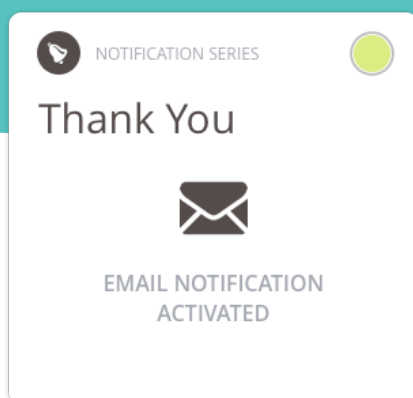 NOTIFICATION SERIES
Thank You
EMAIL NOTIFICATION
ACTIVATED